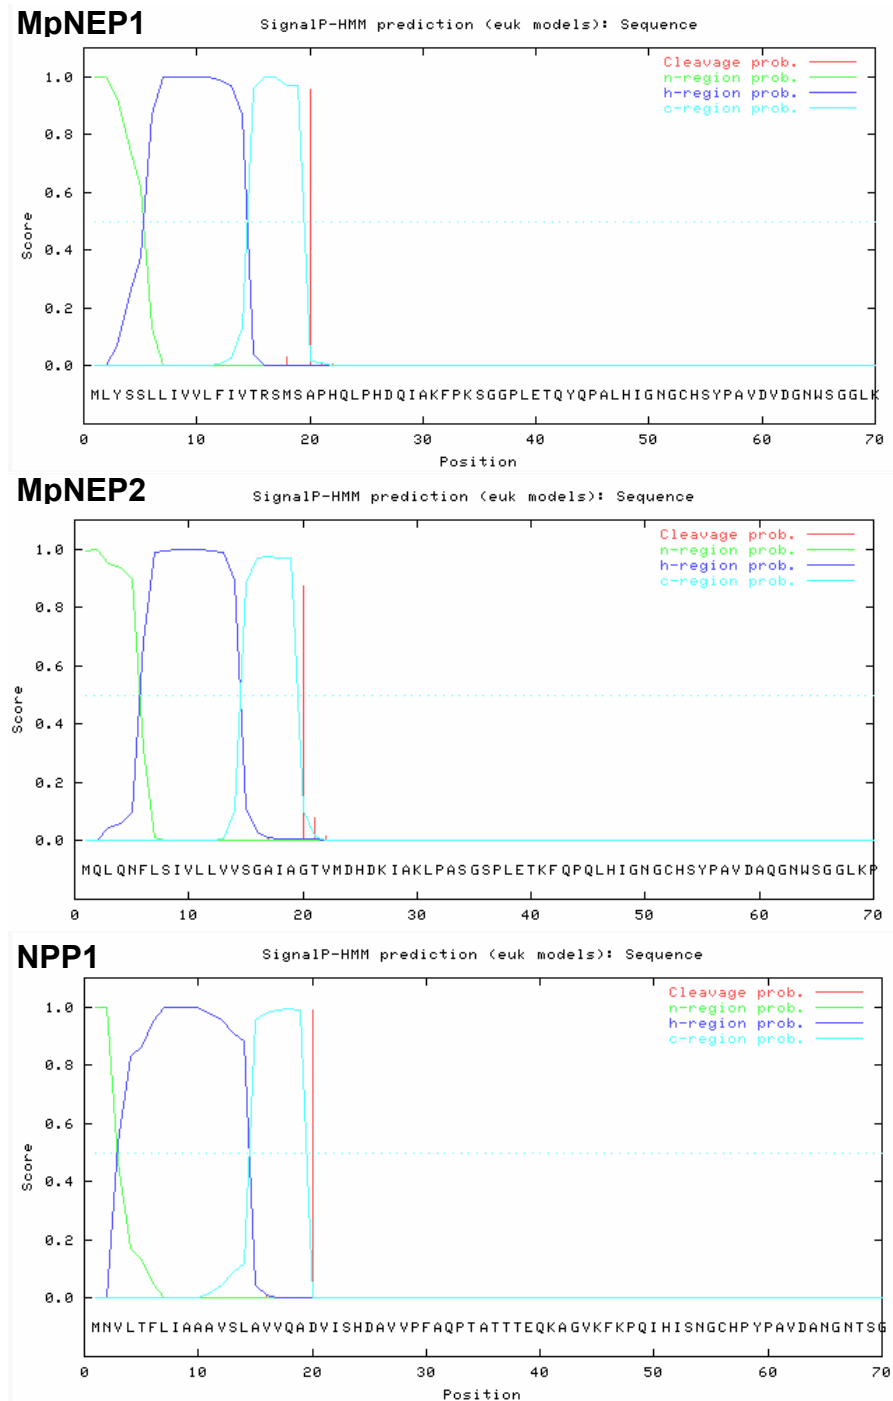 MpNEP1
SignalP-HMM prediction (euk models): Sequence
Cleavage prob.
n-region prob.
h-region prob.
c-region prob.
1.0
0.8
0.6
0.4
0.2
0.0
Score
MLYSSLLIVVLFIVTRSMSAPHQLPHDQIAKFPKSGGPLETQYQPALHIGNGCHSYPAVDVDGNWSGGLK
0 10 20 30 40 50 60 70
Position
MpNEP2
SignalP-HMM prediction (euk models): Sequence
Cleavage prob.
n-region prob.
h-region prob.
c-region prob.
1.0
0.8
0.6
0.4
0.2
0.0
Score
MQLQNFLSIVLLVVSGAIAGTVMDHDKIAKLPASGSPLETKFQPQLHIGNGCHSYPAVDAQGNWSGGLKP
0 10 20 30 40 50 60 70
NPP1
SignalP-HMM prediction (euk models): Sequence
Cleavage prob.
n-region prob.
h-region prob.
c-region prob.
1.0
0.8
0.6
0.4
0.2
0.0
Score
MNVLTFLIAAAVSLAVVQADVISHDAVVPFAQPTATTTEQKAGVKFKPQIHISNGCHPYPAVDANGNTSG
0 10 20 30 40 50 60 70
Position